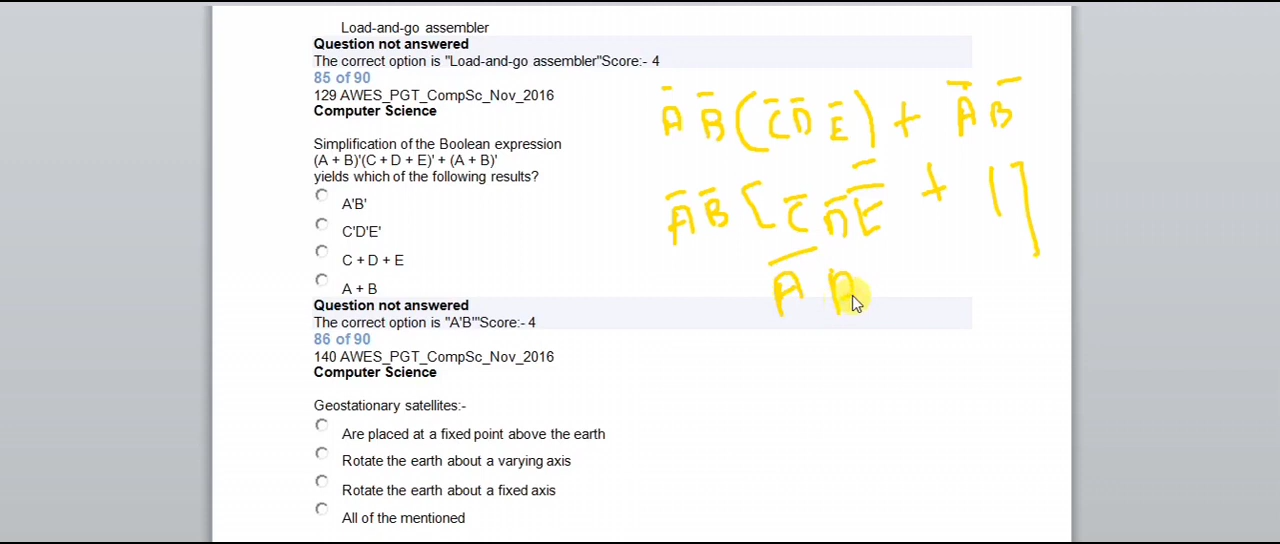 Load-and-go assembler
Question not answered
The correct option is "Load-and-go assembler"Score:- 4
85 of 90
129 AWES_PGT_CompSc_Nov_2016
Computer Science
Simplification of the Boolean expression
(A + B)'(C + D + E)' + (A + B)'
yields which of the following results?
A'B'
C'D'E'
C + D + E
A + B
Question not answered
The correct option is "A'B'"Score:- 4
86 of 90
140 AWES_PGT_CompSc_Nov_2016
Computer Science
Geostationary satellites:-
Are placed at a fixed point above the earth
Rotate the earth about a varying axis
Rotate the earth about a fixed axis
All of the mentioned
A̅ B̅ (C̅ D̅ E̅) + A̅ B̅
A̅ B̅ [C̅ D̅ E̅ + 1]
A̅